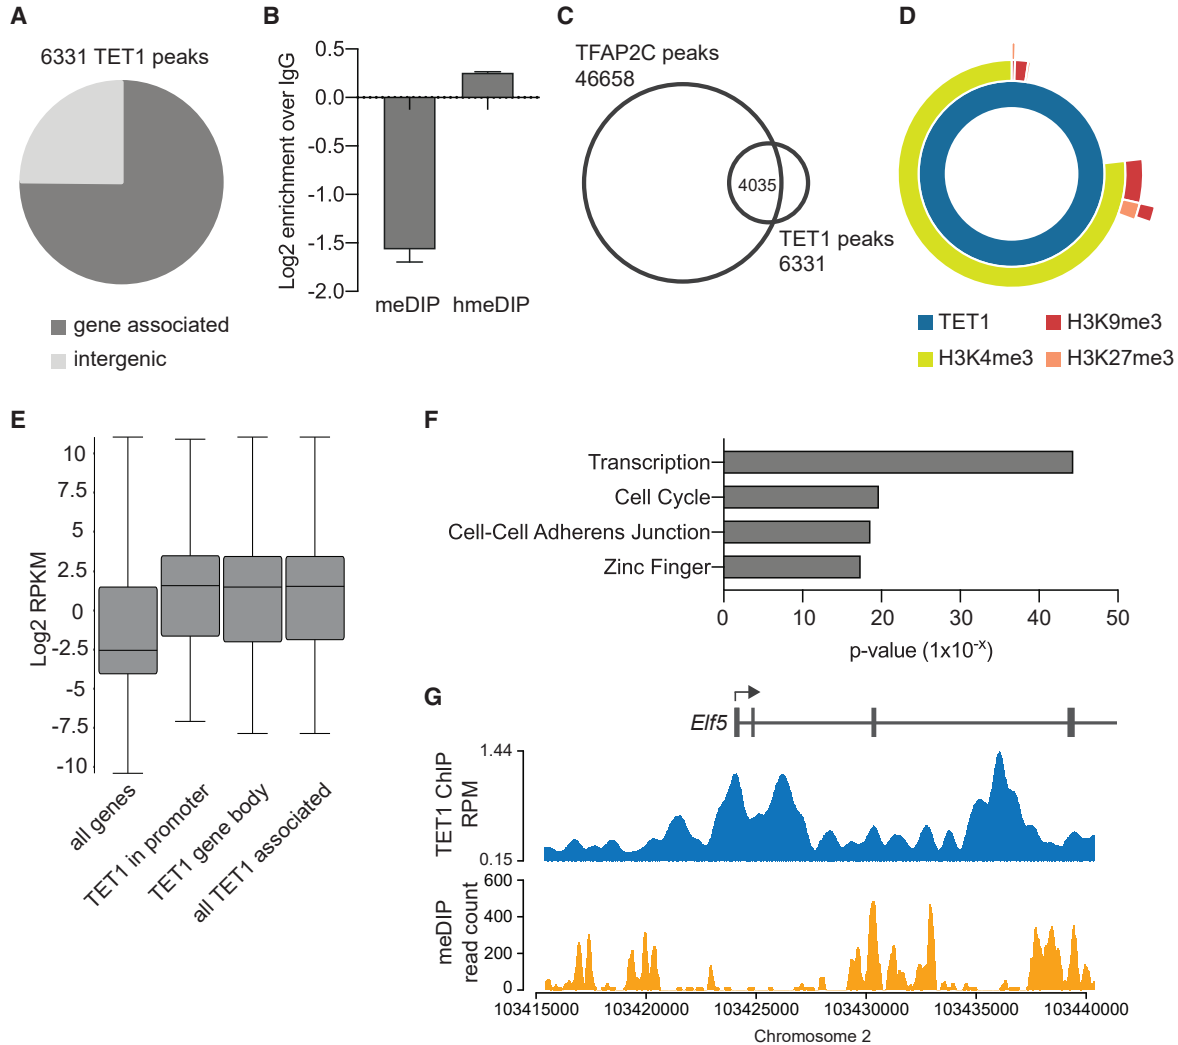 A
6331 TET1 peaks
gene associated
intergenic
B
Log2 enrichment over IgG
0.5
0.0
-0.5
-1.0
-1.5
-2.0
meDIP
hmeDIP
C
TFAP2C peaks
46658
4035
TET1 peaks
6331
D
TET1
H3K9me3
H3K4me3
H3K27me3
E
Log2 RPKM
10
7.5
5
2.5
0
-2.5
-5
-7.5
-10
all genes
TET1 in promoter
TET1 gene body
all TET1 associated
F
Transcription
Cell Cycle
Cell-Cell Adherens Junction
Zinc Finger
0 10 20 30 40 50
p-value (1x10⁻ˣ)
G
Elf5
TET1 ChIP
RPM
1.44
0.15
meDIP
read count
600
400
200
0
103415000 103420000 103425000 103430000 103435000 103440000
Chromosome 2